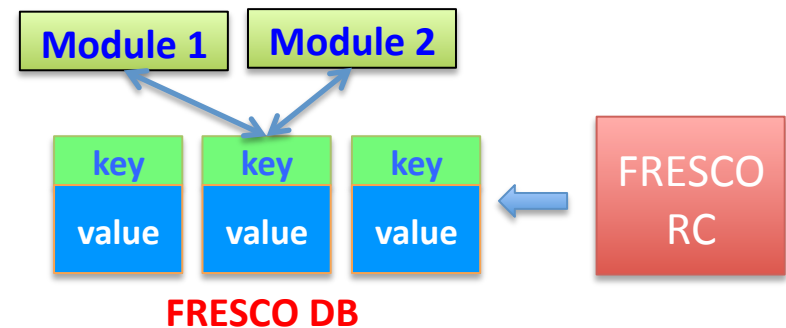 Module 1
Module 2
key
key
key
value
value
value
FRESCO DB
FRESCO
RC